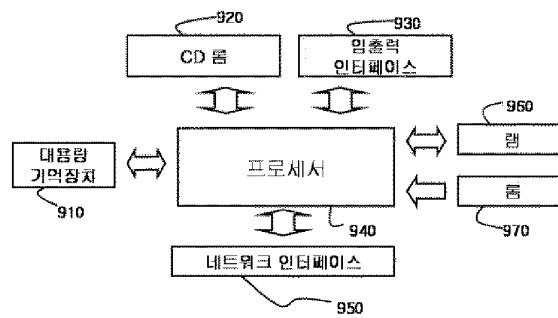 920
930
CD 롬
입출력
인터페이스
960
램
대용량
기억장치
프로세서
910
롬
940
970
네트워크 인터페이스
950